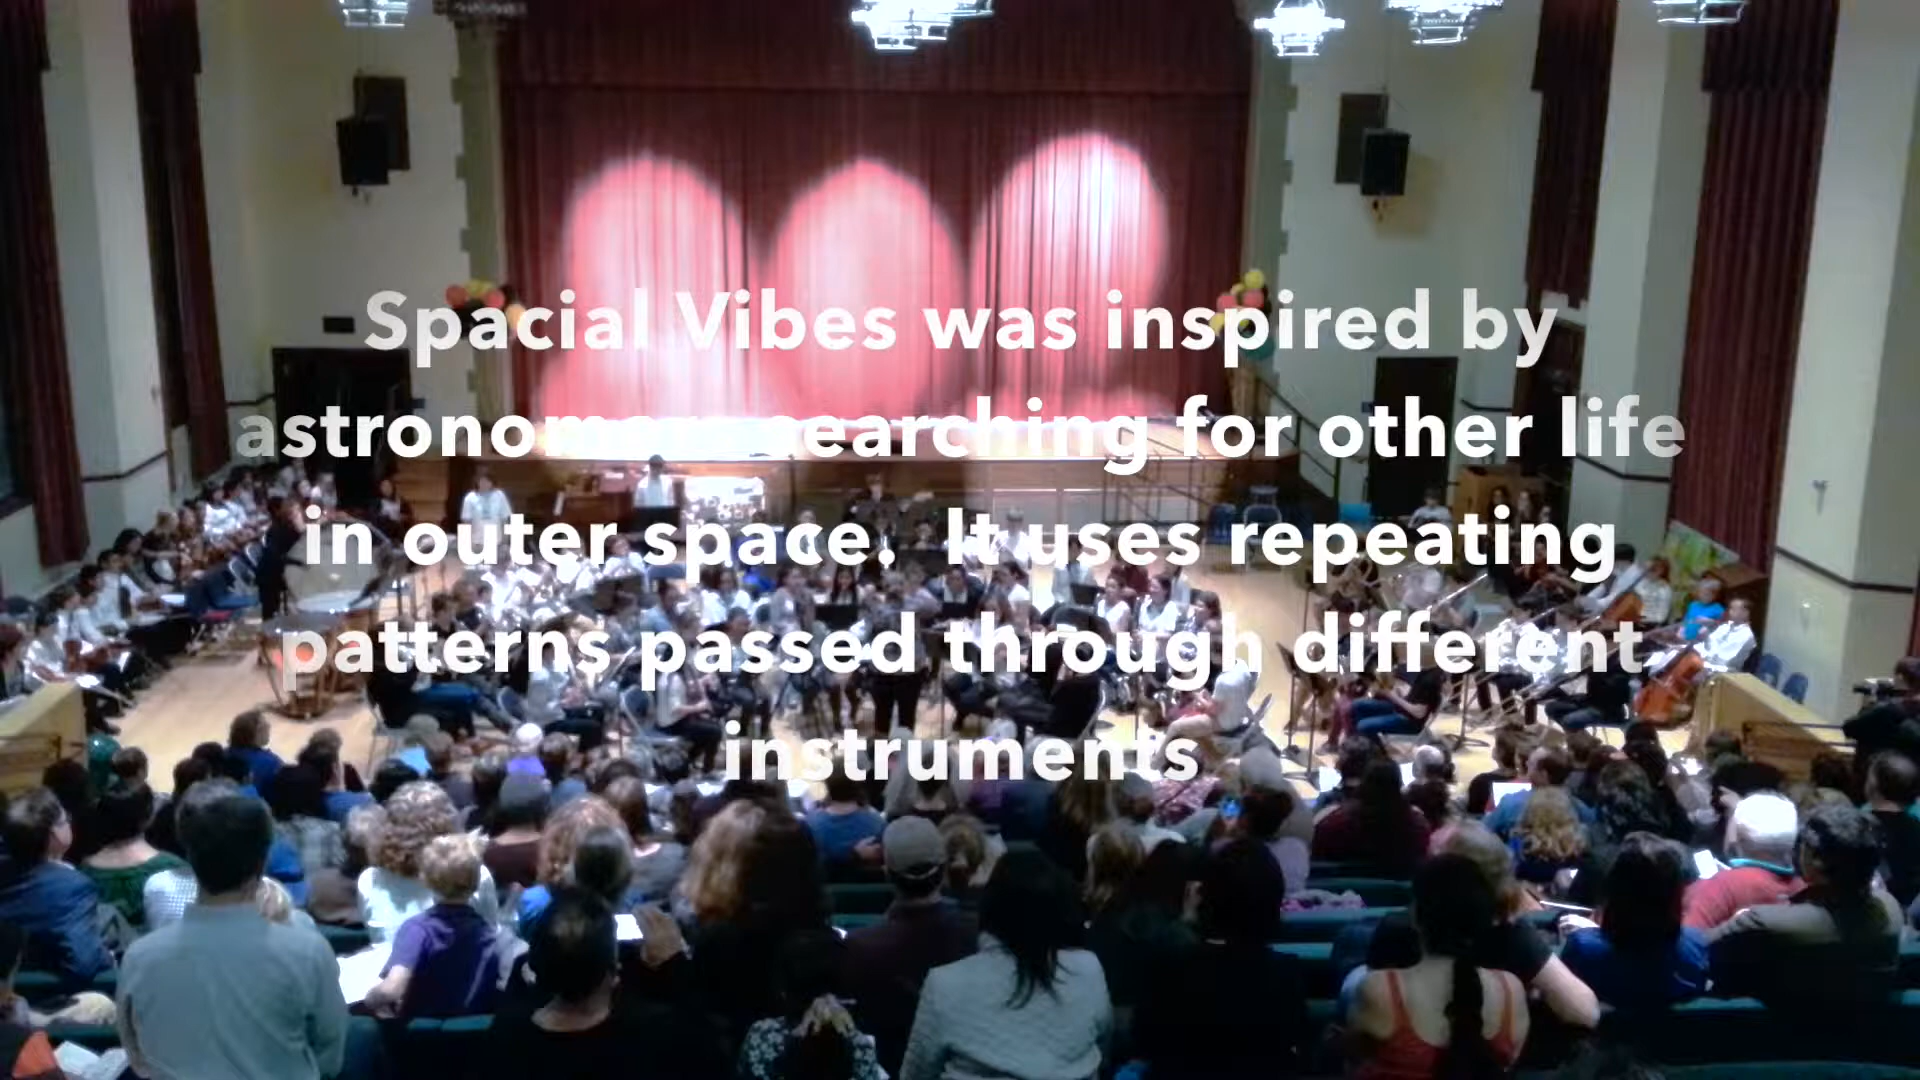 Spacial Vibes was inspired by
astronomers searching for other life
in outer space.  It uses repeating
patterns passed through different
instruments